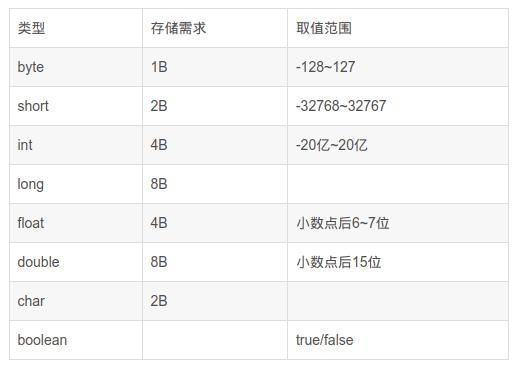 类型 存储需求 取值范围
byte 1B -128~127
short 2B -32768~32767
int 4B -20亿~20亿
long 8B
float 4B 小数点后6~7位
double 8B 小数点后15位
char 2B
boolean true/false